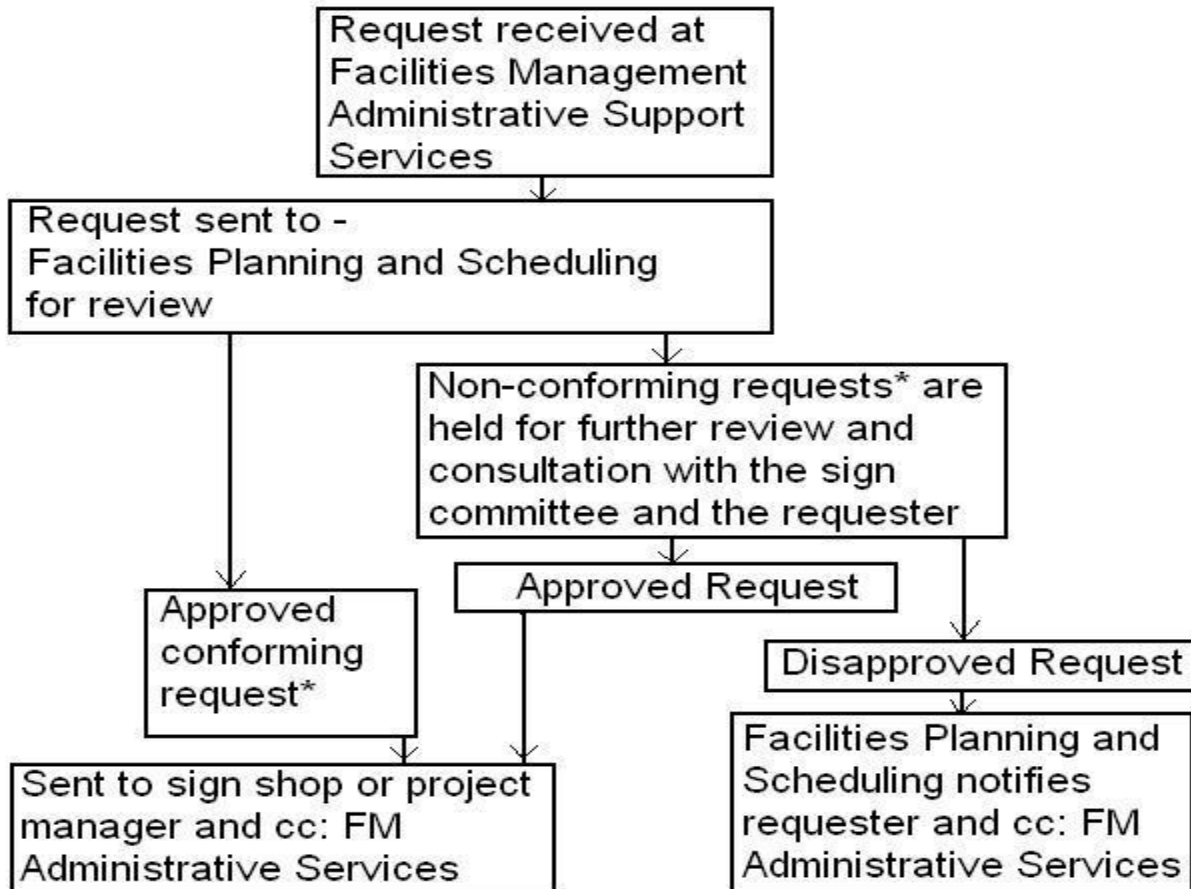 Request received at
Facilities Management
Administrative Support
Services
Request sent to -
Facilities Planning and Scheduling
for review
Non-conforming requests* are
held for further review and
consultation with the sign
committee and the requester
Approved Request
Approved
conforming
request*
Disapproved Request
Sent to sign shop or project
manager and cc: FM
Administrative Services
Facilities Planning and
Scheduling notifies
requester and cc: FM
Administrative Services